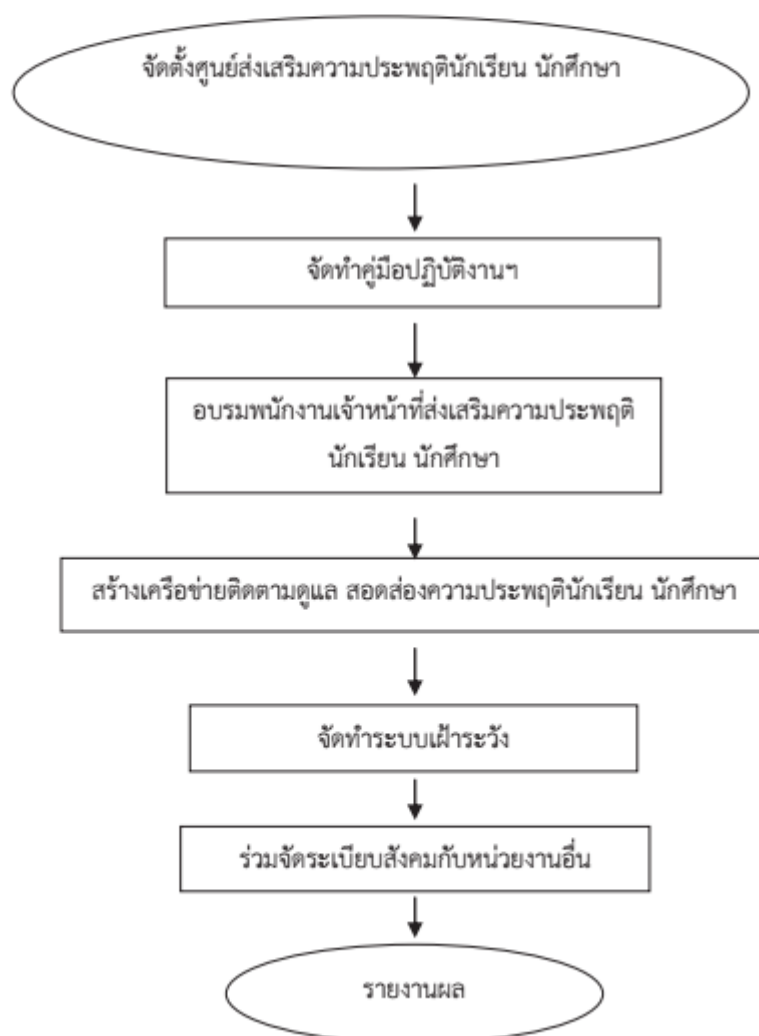 จัดตั้งศูนย์ส่งเสริมความประพฤตินักเรียน นักศึกษา
จัดทำคู่มือปฏิบัติงานฯ
อบรมพนักงานเจ้าหน้าที่ส่งเสริมความประพฤติ
นักเรียน นักศึกษา
สร้างเครือข่ายติดตามดูแล สอดส่องความประพฤตินักเรียน นักศึกษา
จัดทำระบบเฝ้าระวัง
ร่วมจัดระเบียบสังคมกับหน่วยงานอื่น
รายงานผล